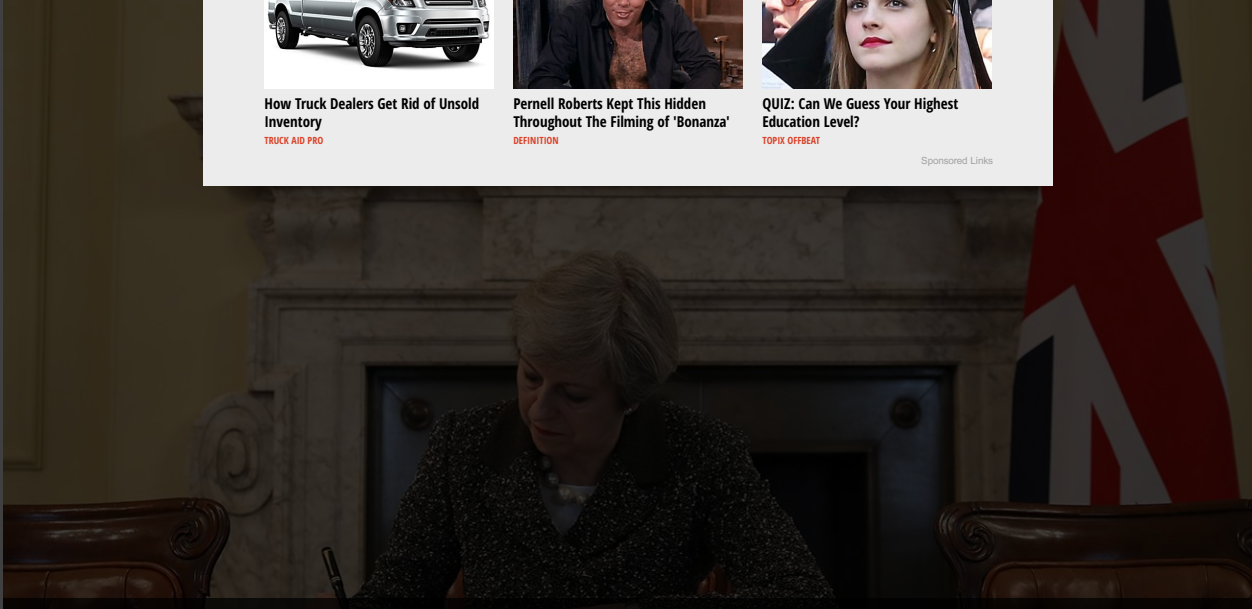 How Truck Dealers Get Rid of Unsold
Inventory
TRUCK AID PRO
Pernell Roberts Kept This Hidden
Throughout The Filming of 'Bonanza'
DEFINITION
QUIZ: Can We Guess Your Highest
Education Level?
TOPIX OFFBEAT
Sponsored Links